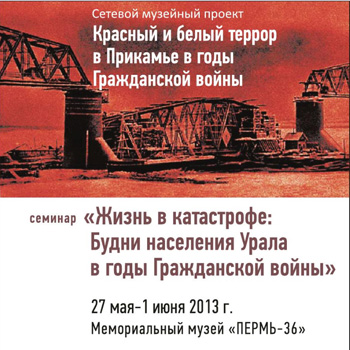 Сетевой музейный проект
Красный и белый террор
в Прикамье в годы
Гражданской войны
семинар «Жизнь в катастрофе:
Будни населения Урала
в годы Гражданской войны»
27 мая-1 июня 2013 г.
Мемориальный музей «ПЕРМЬ-36»